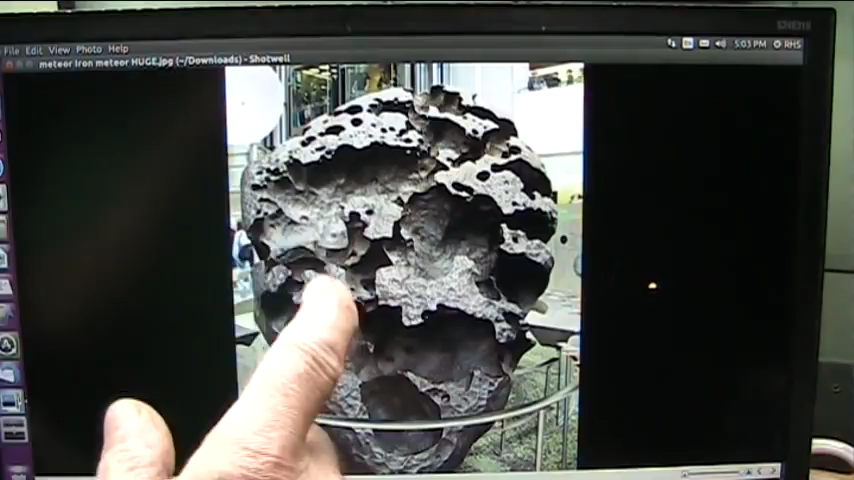 File Edit View Photo Help
5:03 PM RHS
meteor Iron meteor HUGE.jpg (~/Downloads) - Shotwell